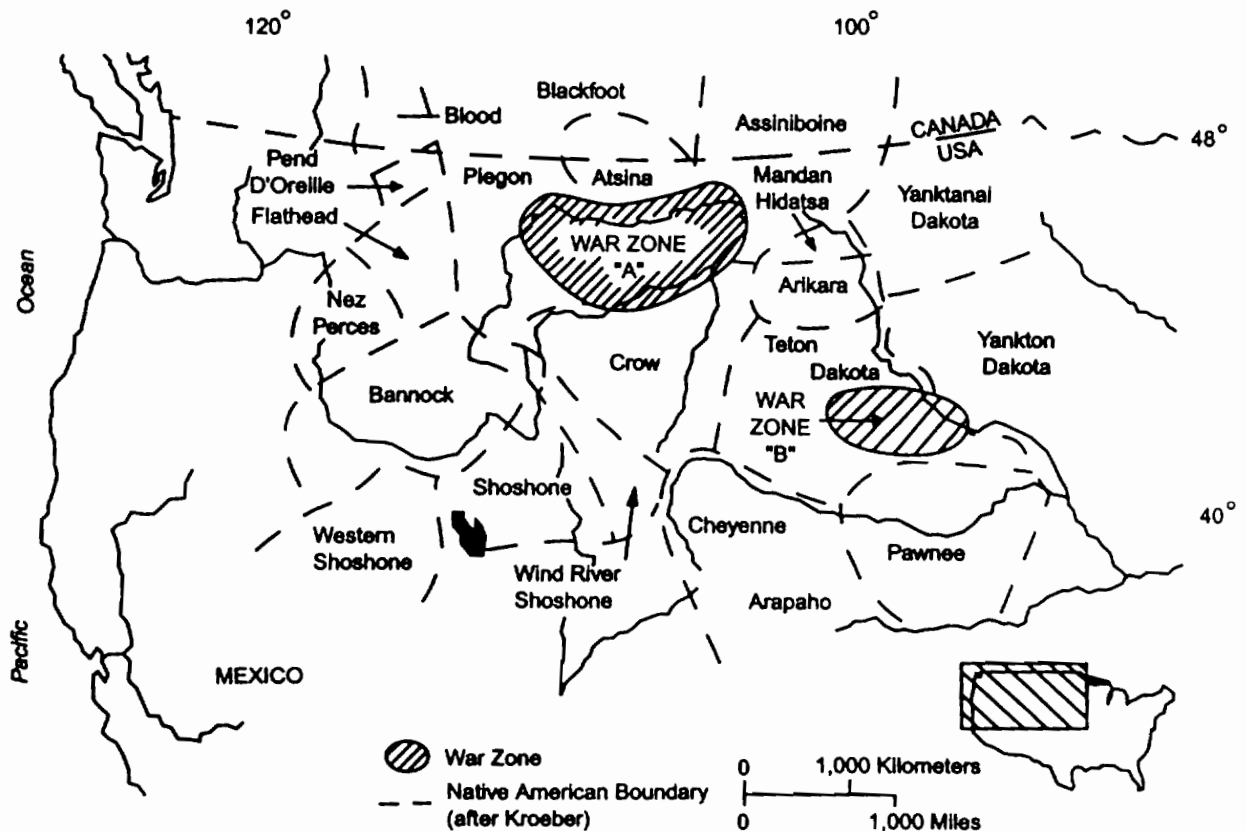 120°
100°
Blackfoot
Blood
Assiniboine
CANADA
USA
48°
Pend
D'Oreille
Flathead
Plegon
Atsina
Mandan
Hidatsa
Yanktanai
Dakota
WAR ZONE
"A"
Ocean
Nez
Perces
Arikara
Teton
Dakota
Yankton
Dakota
Crow
Bannock
WAR
ZONE
"B"
Shoshone
Western
Shoshone
Cheyenne
40°
Pawnee
Wind River
Shoshone
Arapaho
Pacific
MEXICO
War Zone
Native American Boundary
(after Kroeber)
0 1,000 Kilometers
0 1,000 Miles